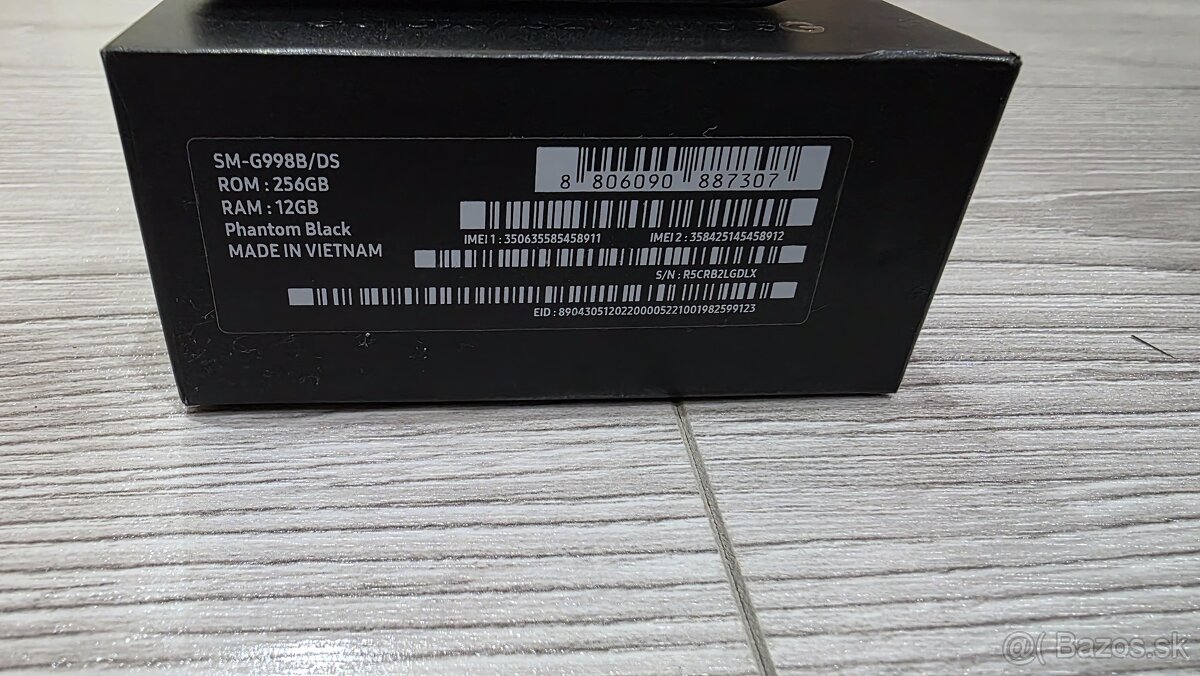 SM-G998B/DS
ROM : 256GB
RAM : 12GB
Phantom Black
MADE IN VIETNAM
8 806090 887307
IMEI 1 : 350635585458911 IMEI 2 : 358425145458912
S/N : R5CRB2LGDLX
EID : 89043051202200005221001982599123
@( Bazos.sk